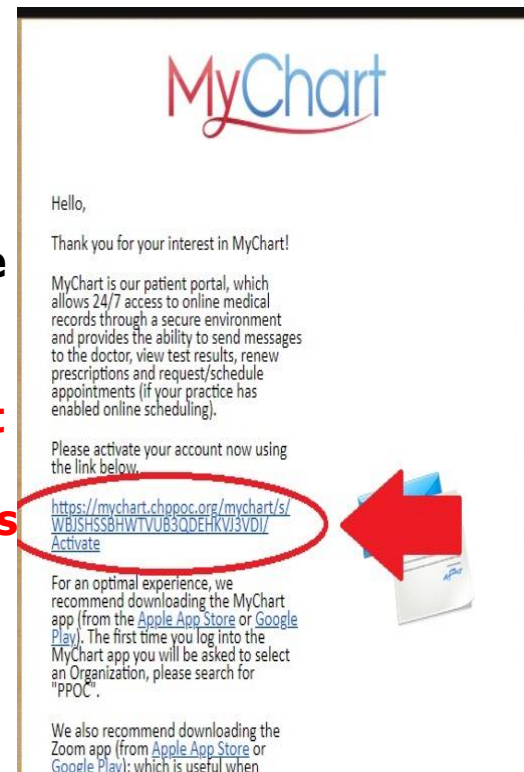 MyChart
Hello,
Thank you for your interest in MyChart!
e
MyChart is our patient portal, which
allows 24/7 access to online medical
records through a secure environment
and provides the ability to send messages
to the doctor, view test results, renew
prescriptions and request/schedule
appointments (if your practice has
enabled online scheduling).
t
Please activate your account now using
the link below.
s
https://mychart.chppoc.org/mychart/s/
WBJSHSSBHWTVUB3QDEHKVJ3VDI/
Activate
For an optimal experience, we
recommend downloading the MyChart
app (from the Apple App Store or Google
Play). The first time you log into the
MyChart app you will be asked to select
an Organization, please search for
"PPOC".
We also recommend downloading the
Zoom app (from Apple App Store or
Google Play); which is useful when